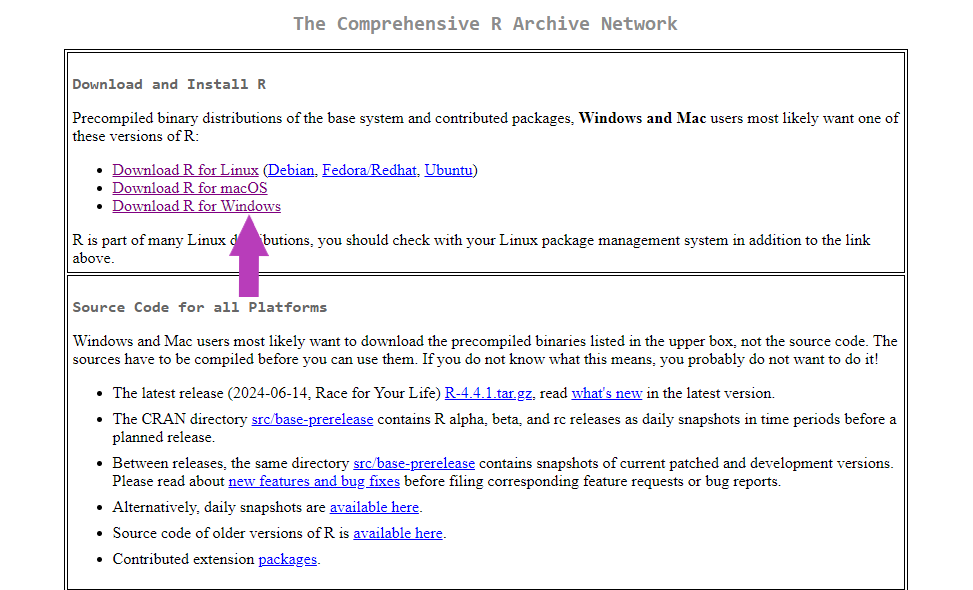 The Comprehensive R Archive Network
Download and Install R
Precompiled binary distributions of the base system and contributed packages, Windows and Mac users most likely want one of
these versions of R:
• Download R for Linux (Debian, Fedora/Redhat, Ubuntu)
• Download R for macOS
• Download R for Windows
R is part of many Linux d butions, you should check with your Linux package management system in addition to the link
above.
Source Code for all Platforms
Windows and Mac users most likely want to download the precompiled binaries listed in the upper box, not the source code. The
sources have to be compiled before you can use them. If you do not know what this means, you probably do not want to do it!
• The latest release (2024-06-14, Race for Your Life) R-4.4.1.tar.gz, read what's new in the latest version.
• The CRAN directory src/base-prerelease contains R alpha, beta, and rc releases as daily snapshots in time periods before a
planned release.
• Between releases, the same directory src/base-prerelease contains snapshots of current patched and development versions.
Please read about new features and bug fixes before filing corresponding feature requests or bug reports.
• Alternatively, daily snapshots are available here.
• Source code of older versions of R is available here.
• Contributed extension packages.